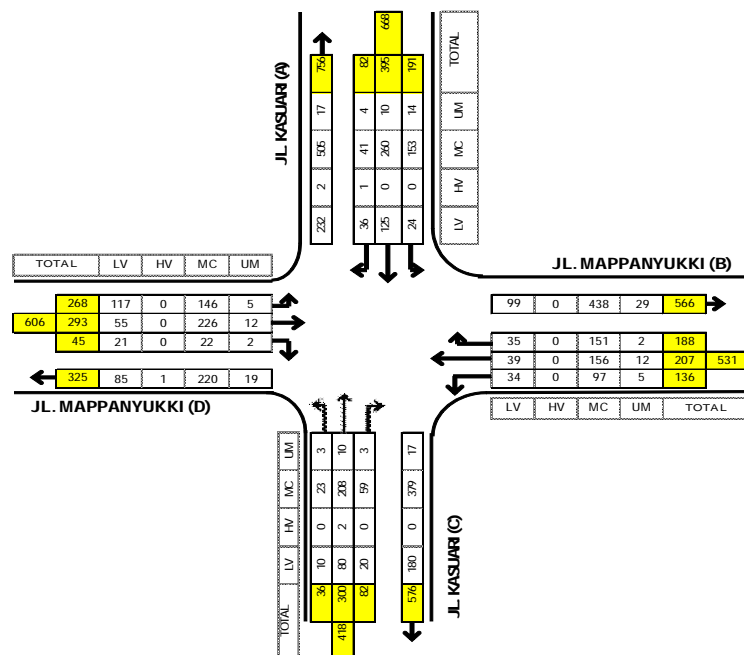 JL. KASUARI (A)
756 17 505 2 232
668
82 4 41 1 36
395 10 260 0 125
191 14 153 0 24
TOTAL UM MC HV LV
TOTAL LV HV MC UM
268 117 0 146 5
606 293 55 0 226 12
45 21 0 22 2
325 85 1 220 19
JL. MAPPANYUKKI (D)
JL. MAPPANYUKKI (B)
99 0 438 29 566
35 0 151 2 188
39 0 156 12 207 531
34 0 97 5 136
LV HV MC UM TOTAL
UM MC HV LV TOTAL
3 23 0 10 36
10 208 2 80 300
418
3 59 0 20 82
17 379 0 180 576
JL. KASUARI (C)